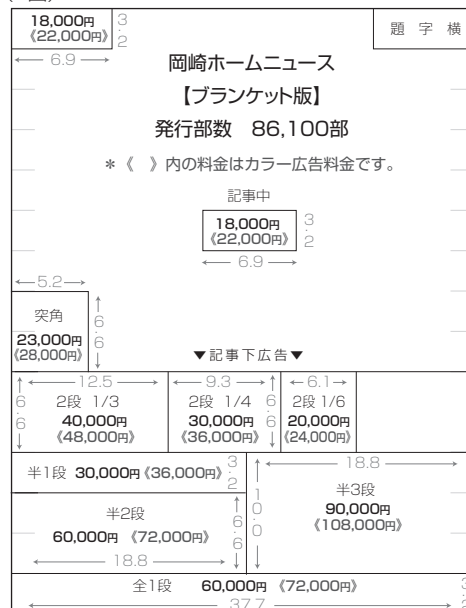 18,000円
《22,000円》
3.2
6.9
題字横
岡崎ホームニュース
【ブランケット版】
発行部数 86,100部
*《 》内の料金はカラー広告料金です。
記事中
18,000円
《22,000円》
3.2
6.9
5.2
突角
23,000円
《28,000円》
6.6
▼記事下広告▼
12.5
6.6
2段 1/3
40,000円
《48,000円》
9.3
2段 1/4
30,000円
《36,000円》
6.6
6.1
2段 1/6
20,000円
《24,000円》
半1段 30,000円《36,000円》
3.2
半2段
60,000円 《72,000円》
6.6
18.8
10.0
18.8
半3段
90,000円
《108,000円》
全1段 60,000円 《72,000円》
37.7